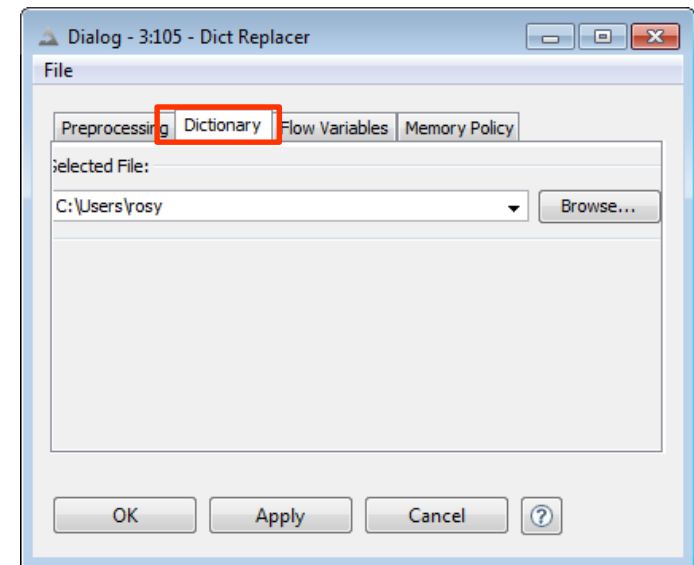 Dialog - 3:105 - Dict Replacer
File
Preprocessing Dictionary Flow Variables Memory Policy
Selected File:
C:\Users\rosy Browse...
OK Apply Cancel ?